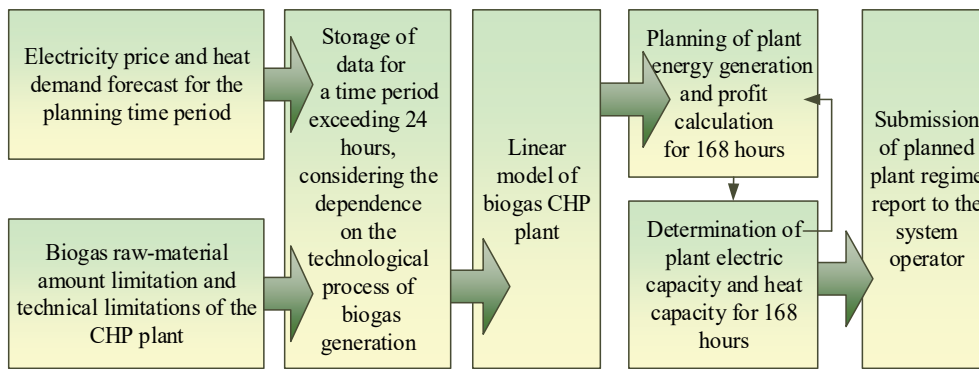 Electricity price and heat
demand forecast for the
planning time period
Biogas raw-material
amount limitation and
technical limitations of the
CHP plant
Storage of
data for
a time period
exceeding 24
hours,
considering the
dependence
on the
technological
process of
biogas
generation
Linear
model of
biogas CHP
plant
Planning of plant
energy generation
and profit
calculation
for 168 hours
Determination of
plant electric
capacity and heat
capacity for 168
hours
Submission
of planned
plant regime
report to the
system
operator